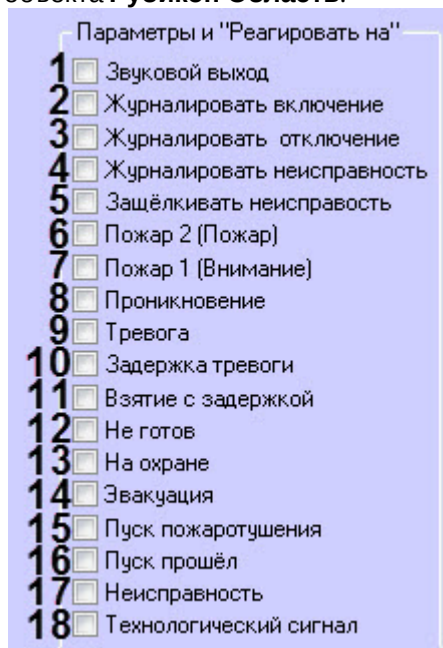 объекта Рубикон Область.
Параметры и "Реагировать на"
1 Звуковой выход
2 Журналировать включение
3 Журналировать отключение
4 Журналировать неисправность
5 Защёлкивать неисправость
6 Пожар 2 (Пожар)
7 Пожар 1 (Внимание)
8 Проникновение
9 Тревога
10 Задержка тревоги
11 Взятие с задержкой
12 Не готов
13 На охране
14 Эвакуация
15 Пуск пожаротушения
16 Пуск прошёл
17 Неисправность
18 Технологический сигнал